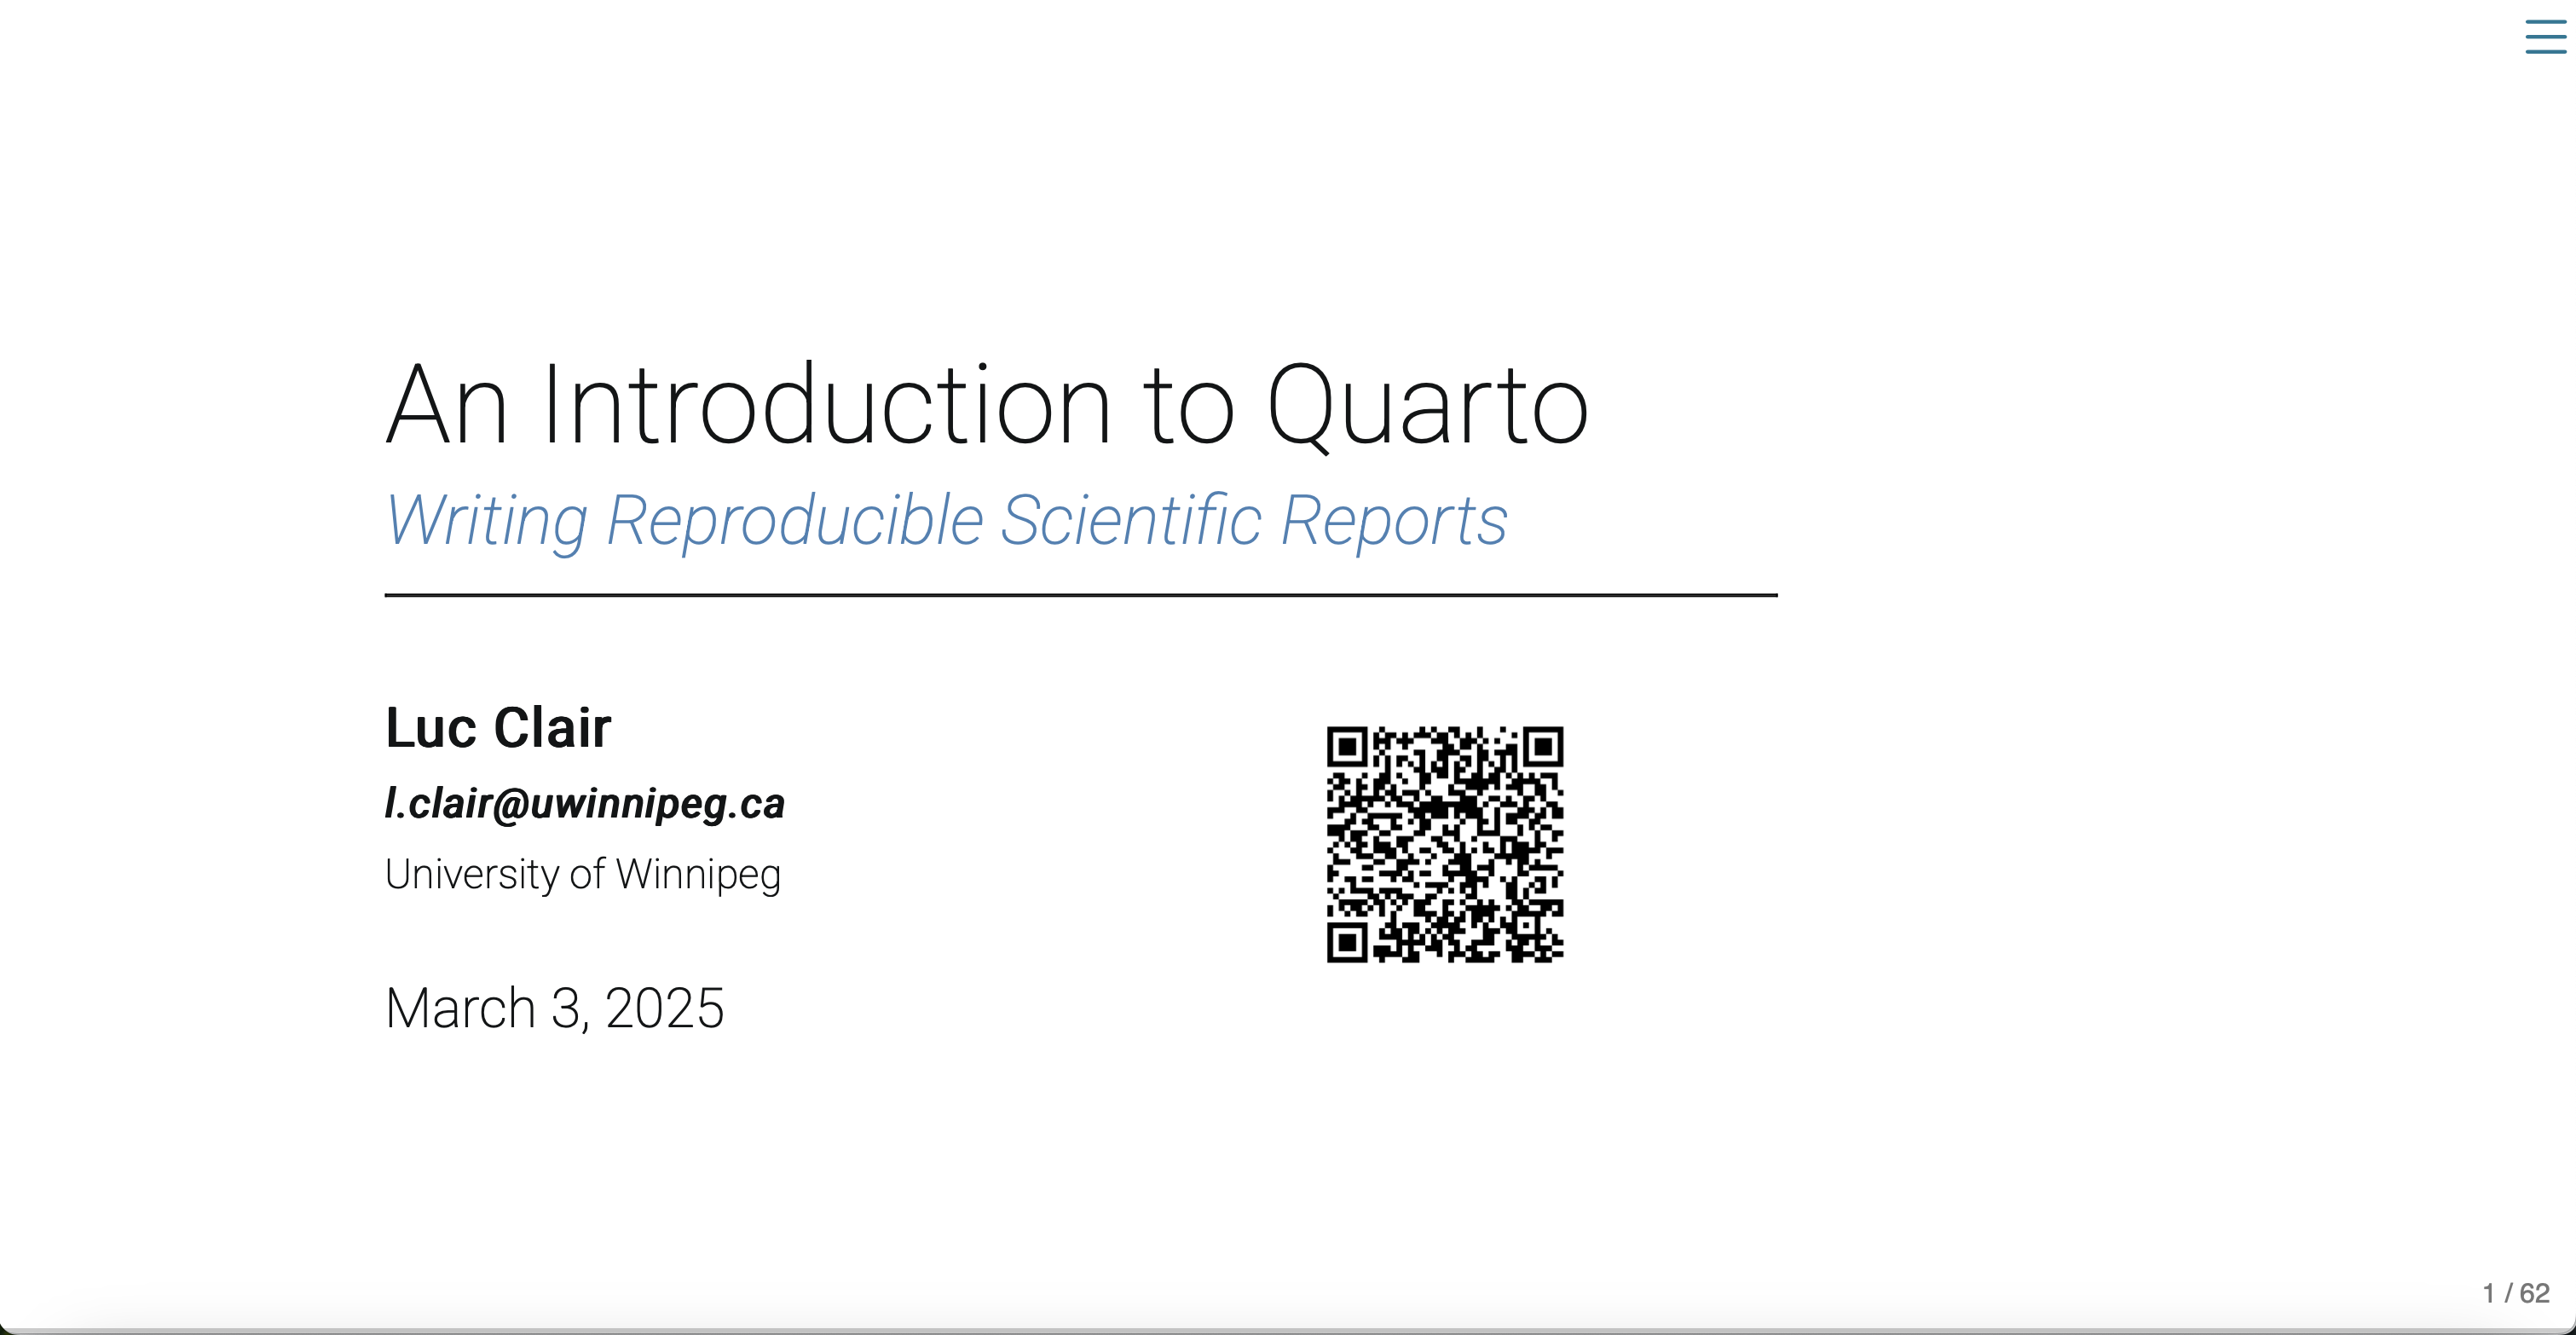 An Introduction to Quarto
Writing Reproducible Scientific Reports
Luc Clair
l.clair@uwinnipeg.ca
University of Winnipeg
March 3, 2025
1 / 62